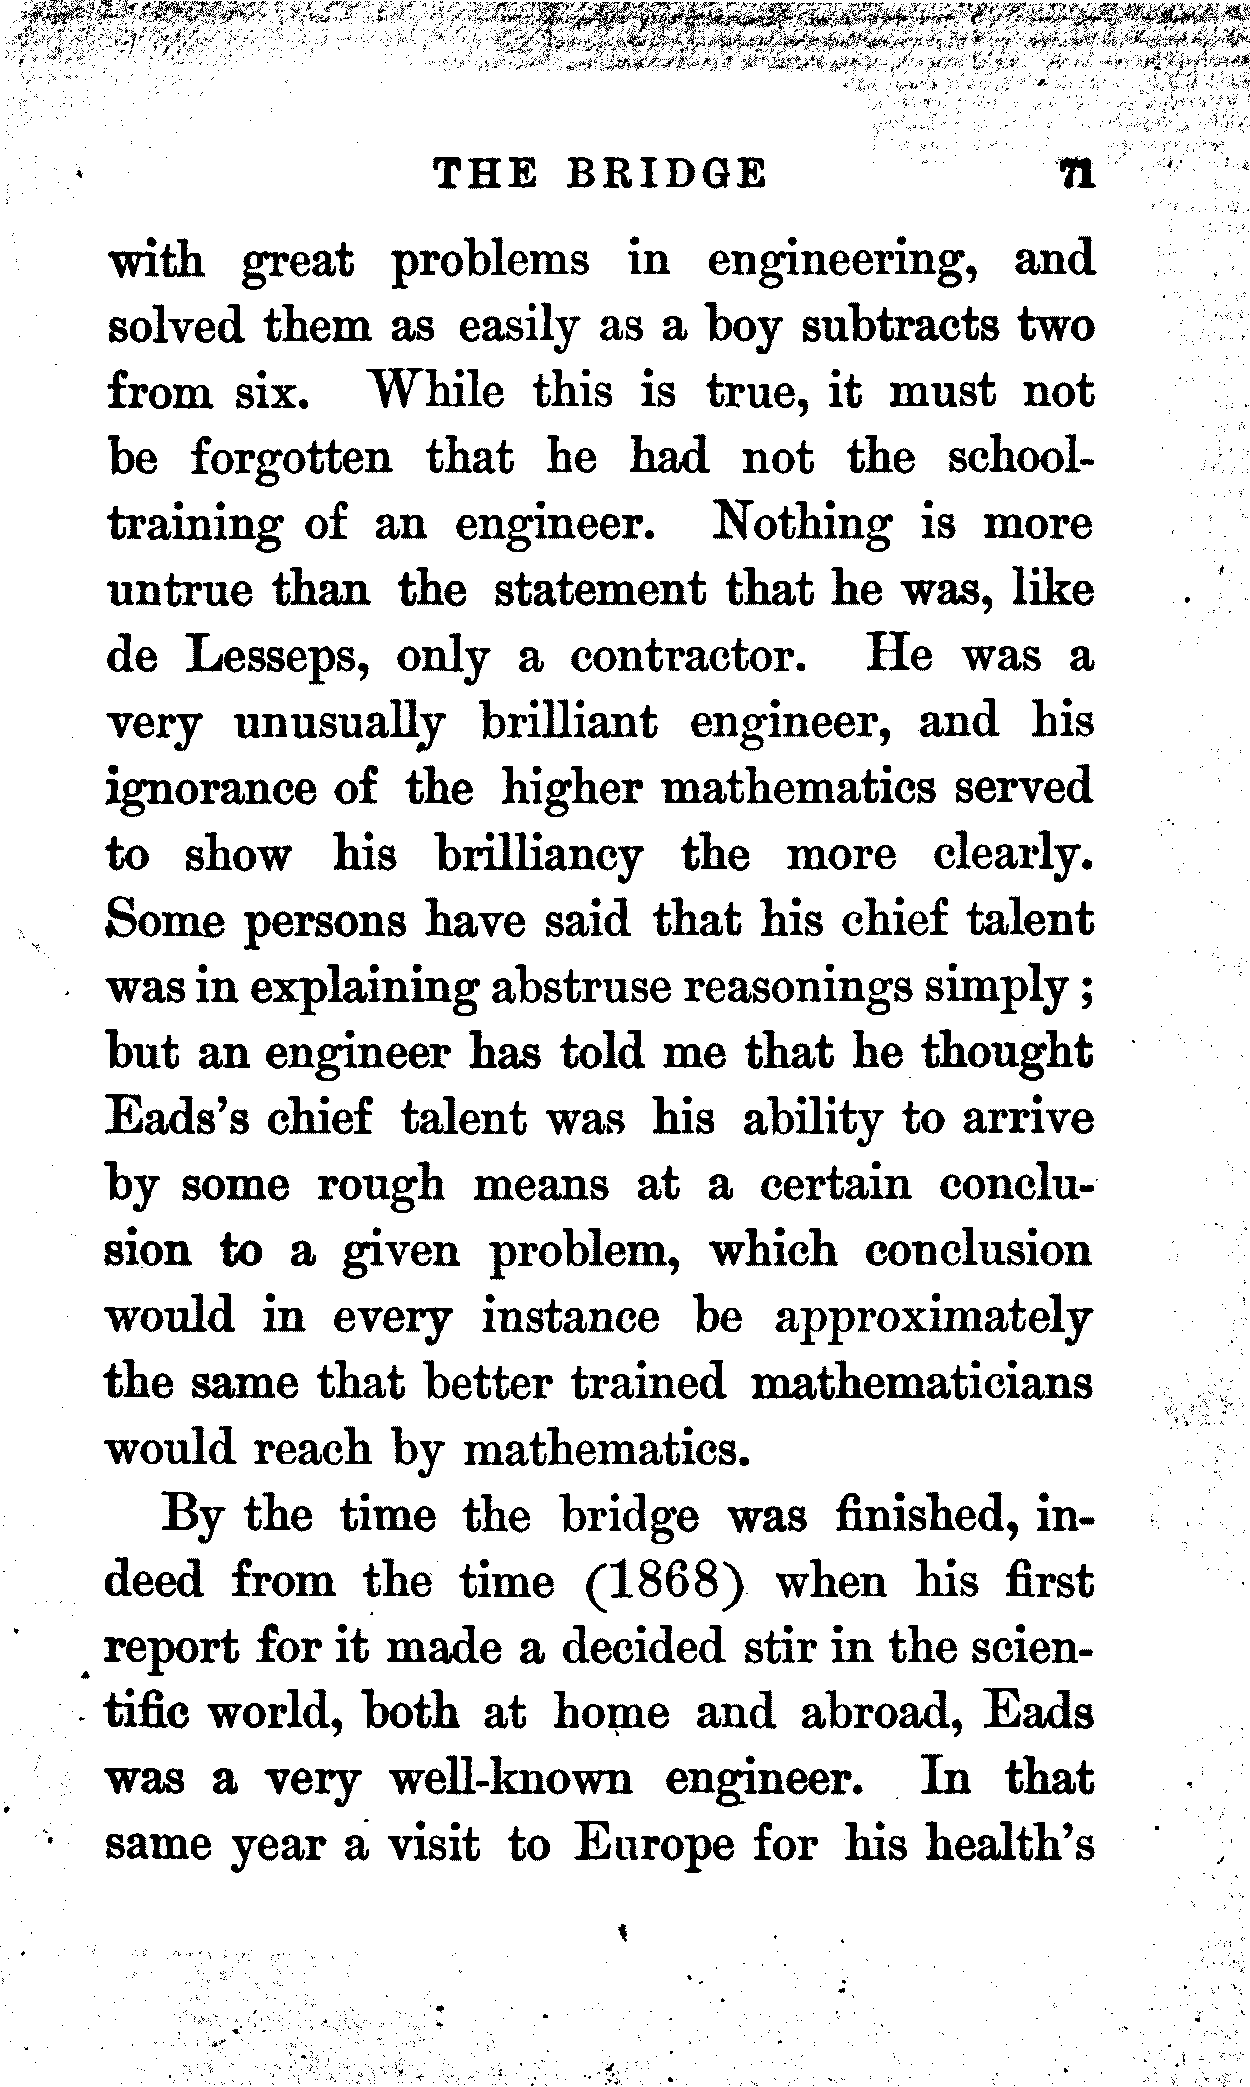 THE BRIDGE 71
with great problems in engineering, and
solved them as easily as a boy subtracts two
from six. While this is true, it must not
be forgotten that he had not the school-
training of an engineer. Nothing is more
untrue than the statement that he was, like
de Lesseps, only a contractor. He was a
very unusually brilliant engineer, and his
ignorance of the higher mathematics served
to show his brilliancy the more clearly.
Some persons have said that his chief talent
was in explaining abstruse reasonings simply ;
but an engineer has told me that he thought
Eads's chief talent was his ability to arrive
by some rough means at a certain conclu-
sion to a given problem, which conclusion
would in every instance be approximately
the same that better trained mathematicians
would reach by mathematics.
By the time the bridge was finished, in-
deed from the time (1868) when his first
report for it made a decided stir in the scien-
tific world, both at home and abroad, Eads
was a very well-known engineer. In that
same year a visit to Europe for his health's